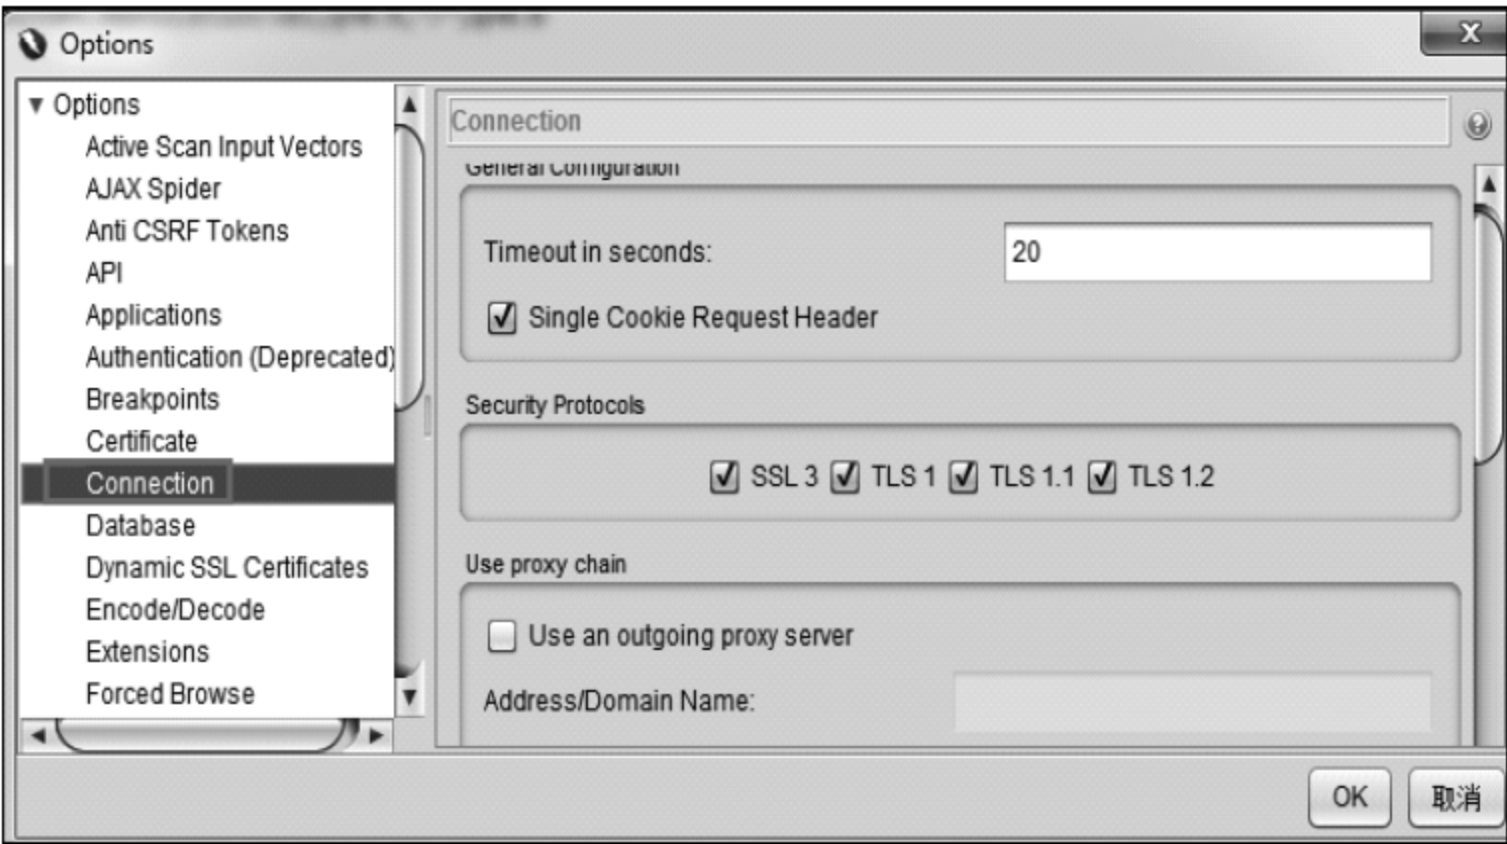 Options
Options
Active Scan Input Vectors
AJAX Spider
Anti CSRF Tokens
API
Applications
Authentication (Deprecated)
Breakpoints
Certificate
Connection
Database
Dynamic SSL Certificates
Encode/Decode
Extensions
Forced Browse
Connection
General Configuration
Timeout in seconds: 20
Single Cookie Request Header
Security Protocols
SSL 3 TLS 1 TLS 1.1 TLS 1.2
Use proxy chain
Use an outgoing proxy server
Address/Domain Name:
OK 取消